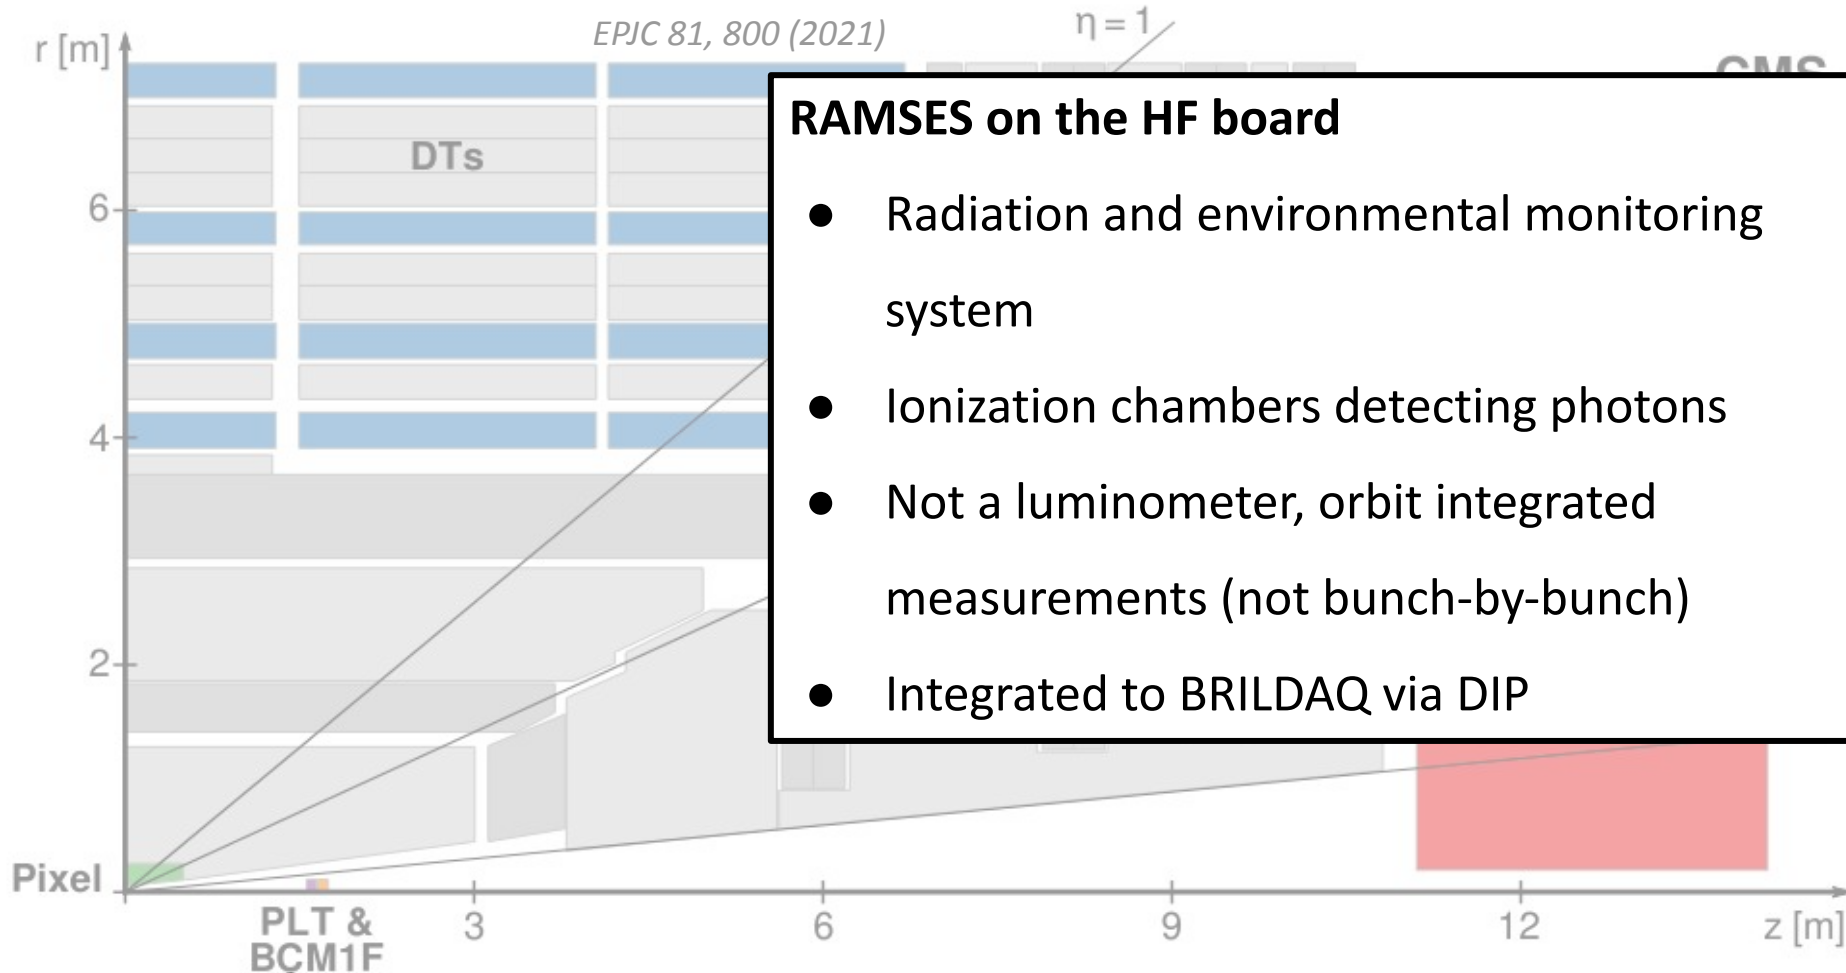 EPJC 81, 800 (2021)
η = 1
r [m]
CMS
RAMSES on the HF board
● Radiation and environmental monitoring
system
● Ionization chambers detecting photons
● Not a luminometer, orbit integrated
measurements (not bunch-by-bunch)
● Integrated to BRILDAQ via DIP
DTs
6
4
2
Pixel
PLT &
BCM1F
3
6
9
12
z [m]